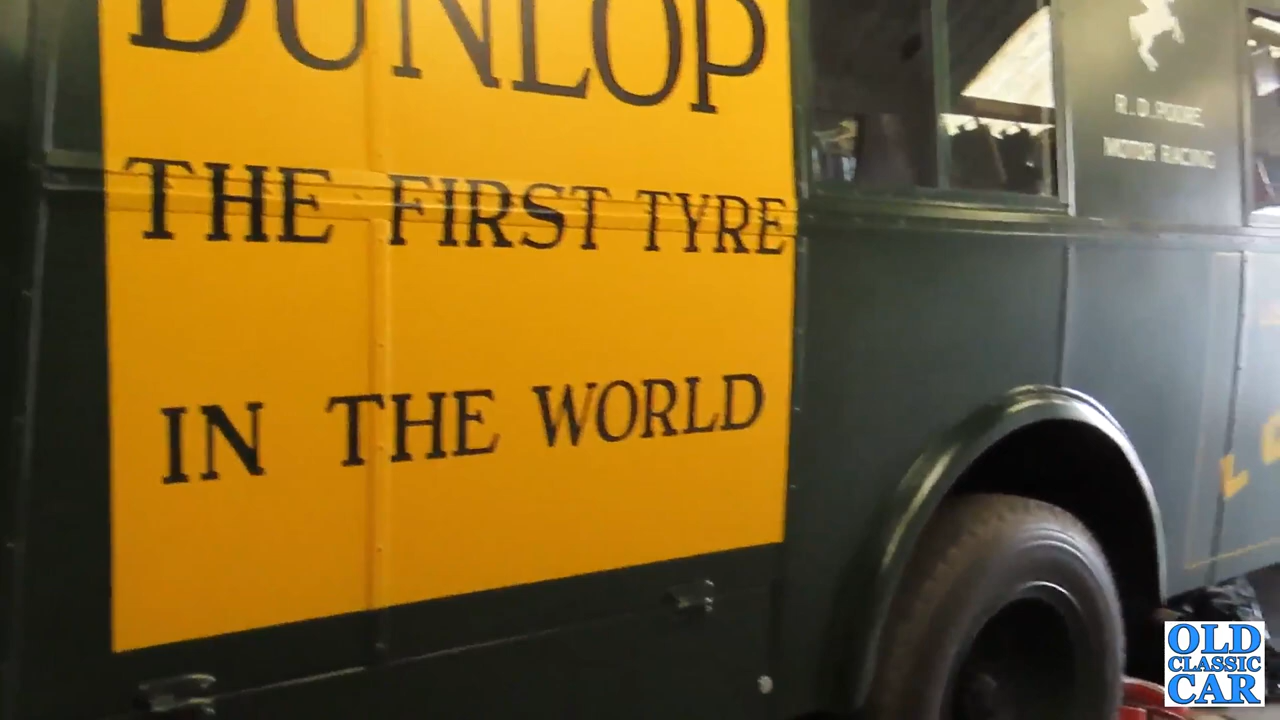 DUNLOP
THE FIRST TYRE
IN THE WORLD
R.D.POORE
MOTOR RACING
OLD
CLASSIC
CAR